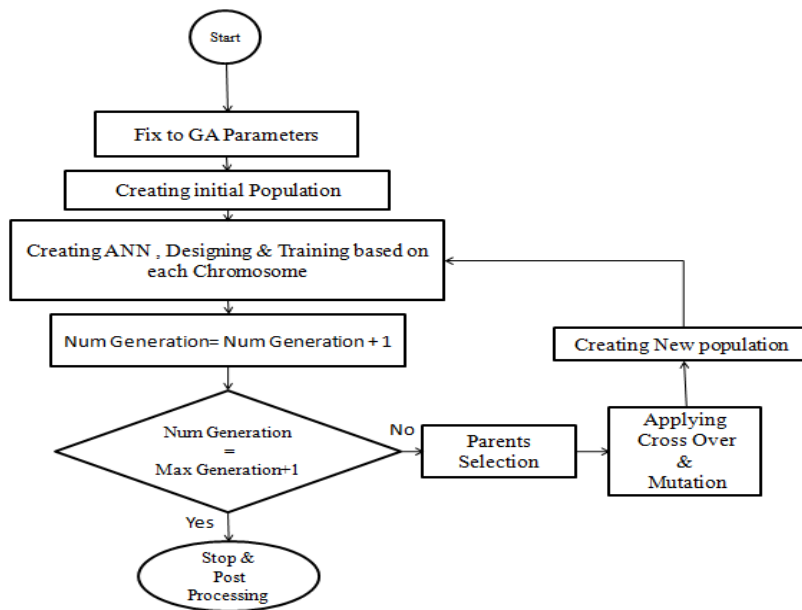 Start
Fix to GA Parameters
Creating initial Population
Creating ANN , Designing & Training based on
each Chromosome
Num Generation= Num Generation + 1
Num Generation
=
Max Generation+1
No
Parents
Selection
Applying
Cross Over
&
Mutation
Creating New population
Yes
Stop &
Post
Processing